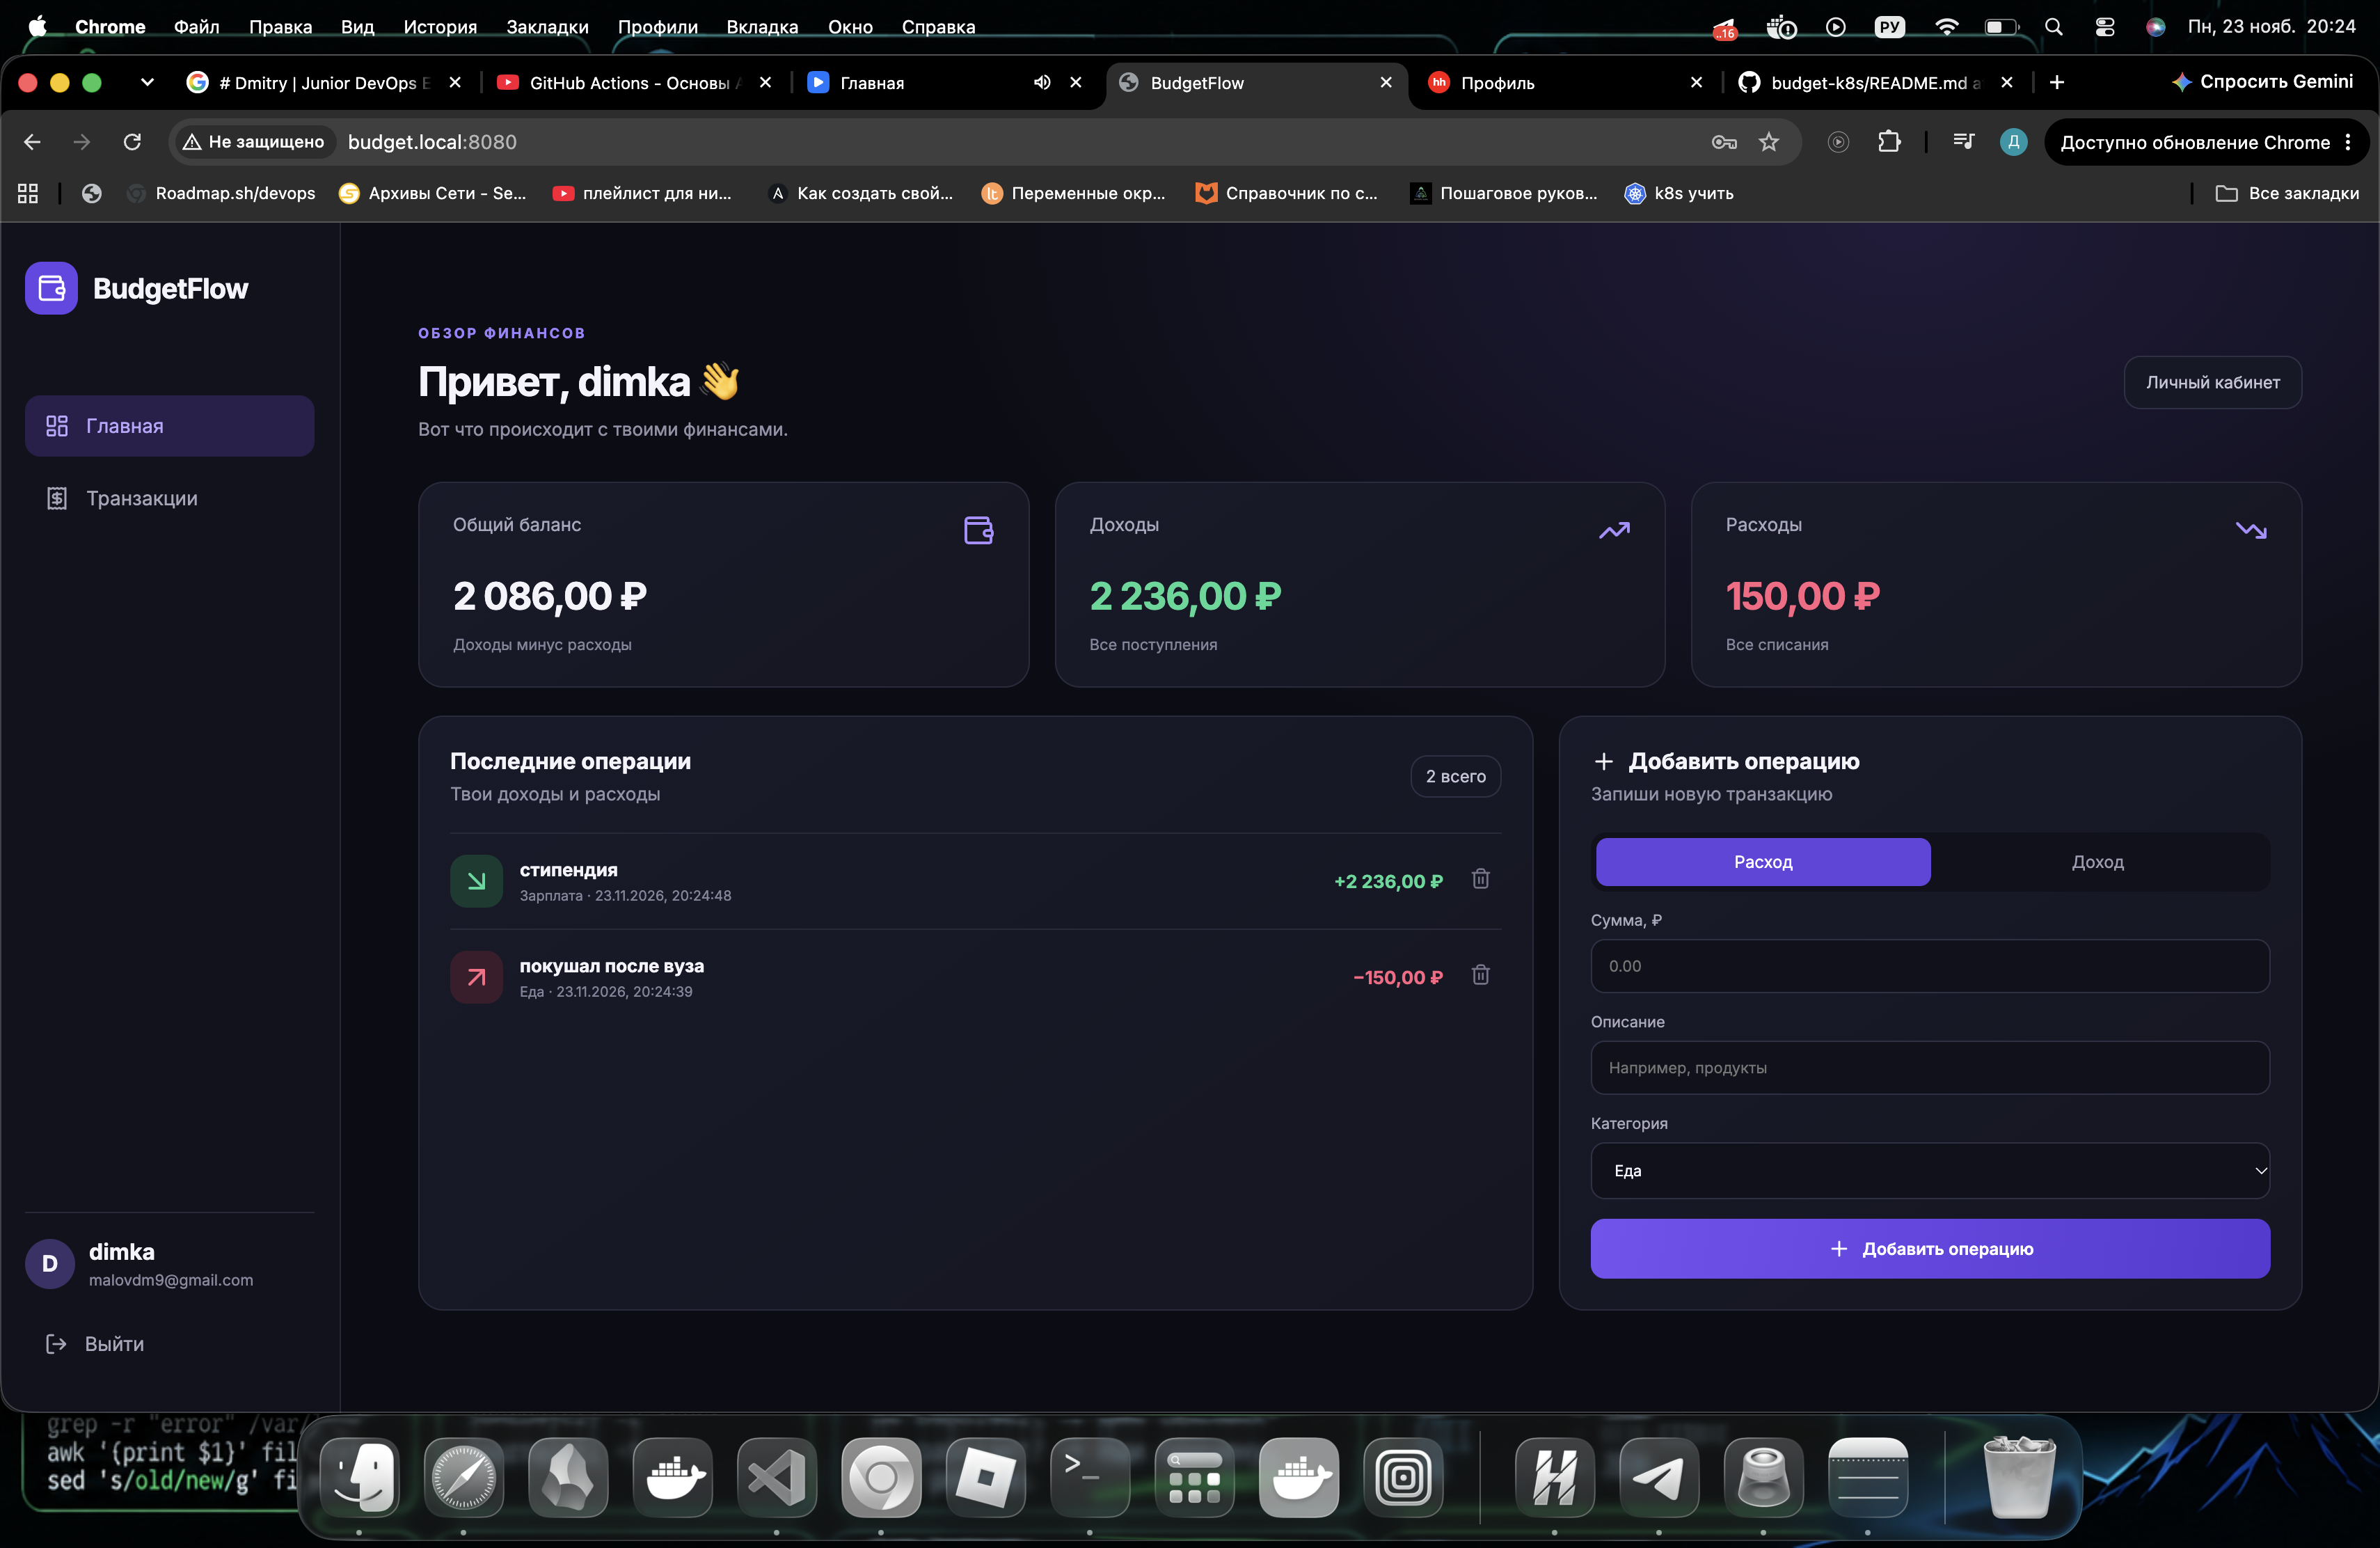 Chrome Файл Правка Вид История Закладки Профили Вкладка Окно Справка
..16 РУ Пн, 23 нояб. 20:24
# Dmitry | Junior DevOps E
GitHub Actions - Основы
Главная
BudgetFlow
hh Профиль
budget-k8s/README.md a
Спросить Gemini
Не защищено budget.local:8080
Д Доступно обновление Chrome
Roadmap.sh/devops
Архивы Сети - Se...
плейлист для ни...
Как создать свой...
Переменные окр...
Справочник по с...
Пошаговое руков...
k8s учить
Все закладки
BudgetFlow
Главная
Транзакции
D dimka
malovdm9@gmail.com
Выйти
ОБЗОР ФИНАНСОВ
Привет, dimka 👋
Вот что происходит с твоими финансами.
Личный кабинет
Общий баланс
2 086,00 ₽
Доходы минус расходы
Доходы
2 236,00 ₽
Все поступления
Расходы
150,00 ₽
Все списания
Последние операции
Твои доходы и расходы
2 всего
стипендия
Зарплата · 23.11.2026, 20:24:48
+2 236,00 ₽
покушал после вуза
Еда · 23.11.2026, 20:24:39
−150,00 ₽
+ Добавить операцию
Запиши новую транзакцию
Расход Доход
Сумма, ₽
0.00
Описание
Например, продукты
Категория
Еда
+ Добавить операцию
grep -r "error" /var/
awk '{print $1}' fil
sed 's/old/new/g' fi